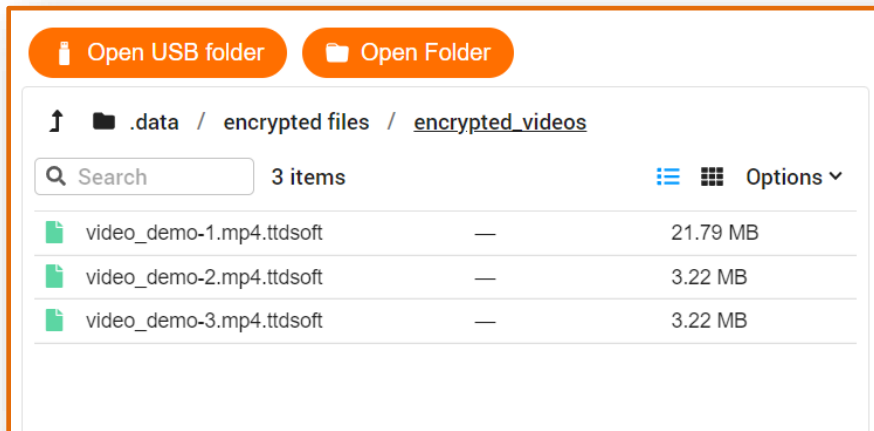 Open USB folder Open Folder
.data / encrypted files / encrypted_videos
Search 3 items Options
video_demo-1.mp4.ttdsoft — 21.79 MB
video_demo-2.mp4.ttdsoft — 3.22 MB
video_demo-3.mp4.ttdsoft — 3.22 MB